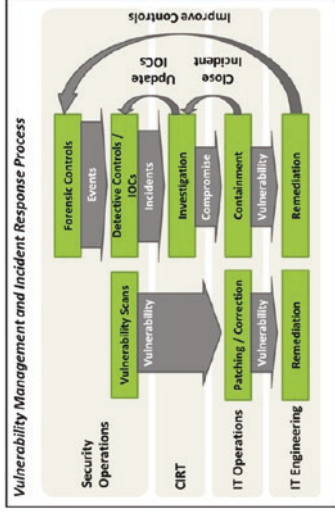 Vulnerability Management and Incident Response Process
Security
Operations
CIRT
IT Operations
IT Engineering
Vulnerability Scans
Vulnerability
Patching / Correction
Vulnerability
Remediation
Forensic Controls
Events
Detective Controls /
IOCs
Incidents
Investigation
Compromise
Containment
Vulnerability
Remediation
Update
IOCs
Close
Incident
Improve Controls